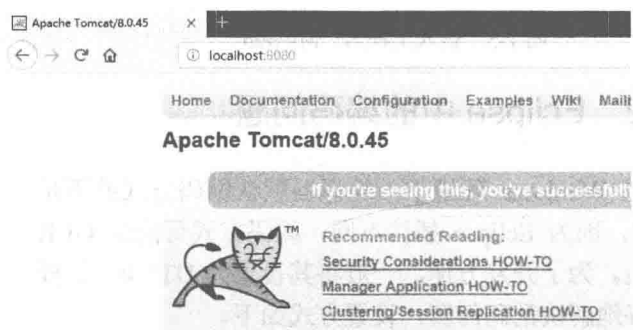 Apache Tomcat/8.0.45
localhost:8080
Home Documentation Configuration Examples Wiki Maili
Apache Tomcat/8.0.45
If you're seeing this, you've successfully
TM
Recommended Reading:
Security Considerations HOW-TO
Manager Application HOW-TO
Clustering/Session Replication HOW-TO